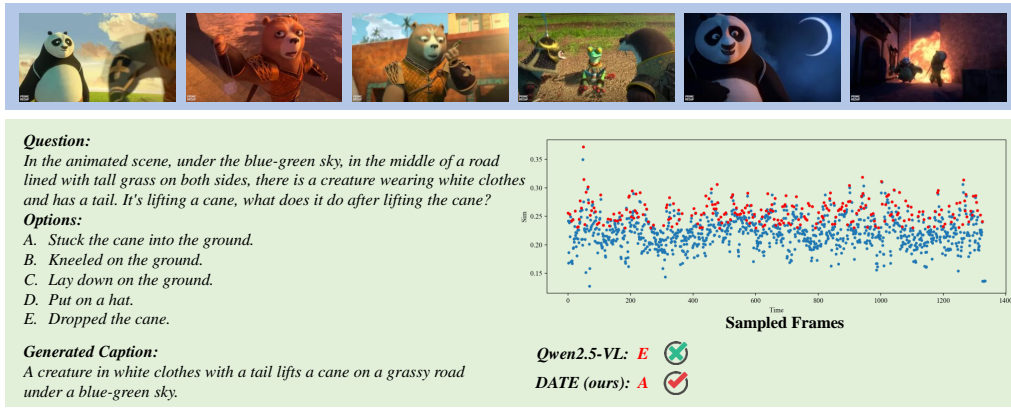 Question:
In the animated scene, under the blue-green sky, in the middle of a road
lined with tall grass on both sides, there is a creature wearing white clothes
and has a tail. It's lifting a cane, what does it do after lifting the cane?
Options:
A. Stuck the cane into the ground.
B. Kneeled on the ground.
C. Lay down on the ground.
D. Put on a hat.
E. Dropped the cane.
Generated Caption:
A creature in white clothes with a tail lifts a cane on a grassy road
under a blue-green sky.
Sim
0.35
0.30
0.25
0.20
0.15
0 200 400 600 800 1000 1200 1400
Time
Sampled Frames
Qwen2.5-VL: E
DATE (ours): A